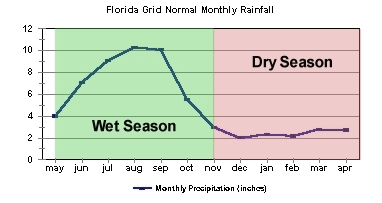 Florida Grid Normal Monthly Rainfall
12
10
8
6
4
2
0
Dry Season
Wet Season
may jun jul aug sep oct nov dec jan feb mar apr
Monthly Precipitation (inches)